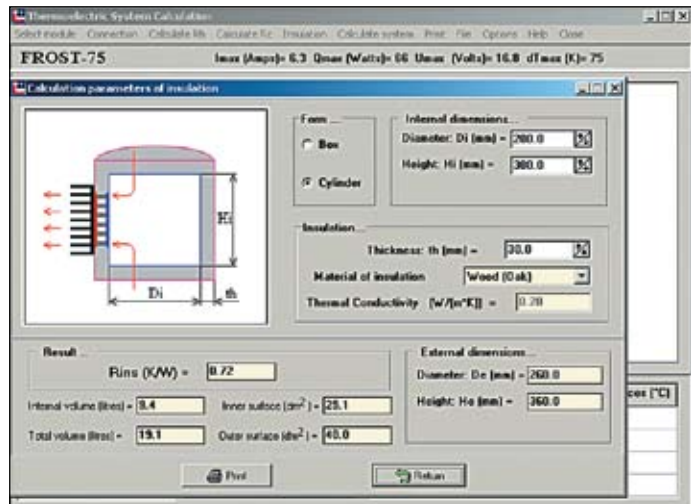 Thermoelectric System Calculation
Select module Connection Calculate Rth Calculate Rc Insulation Calculate system Print File Options Help Close
FROST-75 Imax (Amps)= 6.3 Qmax (Watts)= 66 Umax (Volts)= 16.8 dTmax (K)= 75
Calculation parameters of insulation
Form ...
Box
Cylinder
Internal dimensions...
Diameter: Di (mm) = 200.0
Height: Hi (mm) = 300.0
Hi
Di
th
Insulation...
Thickness: th (mm) = 30.0
Material of insulation Wood (Oak)
Thermal Conductivity [W/(m*K)] = 0.20
Result ...
Rins (K/W) = 0.72
Internal volume (litres) = 9.4 Inner surface (dm²) = 25.1
Total volume (litres) = 19.1 Outer surface (dm²) = 40.0
External dimensions...
Diameter: De (mm) = 260.0
Height: He (mm) = 360.0
ces (°C)
Print
Return